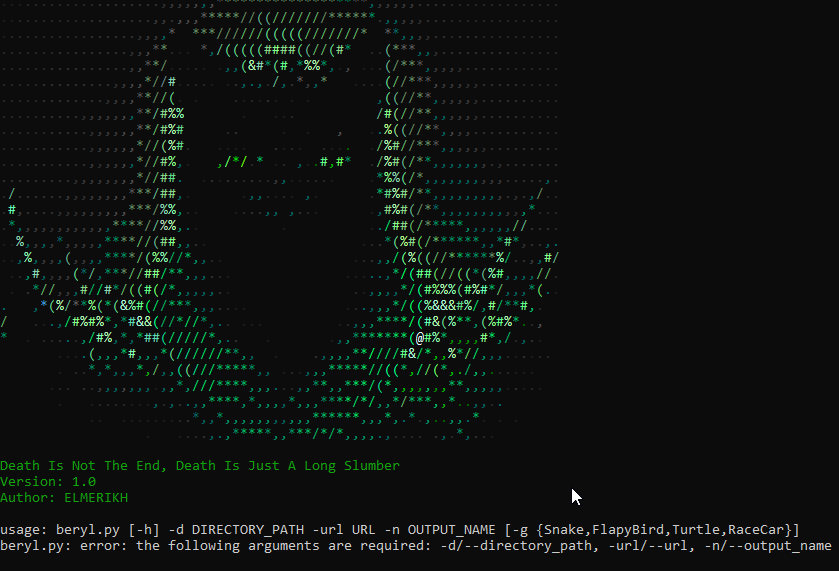 Death Is Not The End, Death Is Just A Long Slumber
Version: 1.0
Author: ELMERIKH
usage: beryl.py [-h] -d DIRECTORY_PATH -url URL -n OUTPUT_NAME [-g {Snake,FlapyBird,Turtle,RaceCar}]
beryl.py: error: the following arguments are required: -d/--directory_path, -url/--url, -n/--output_name